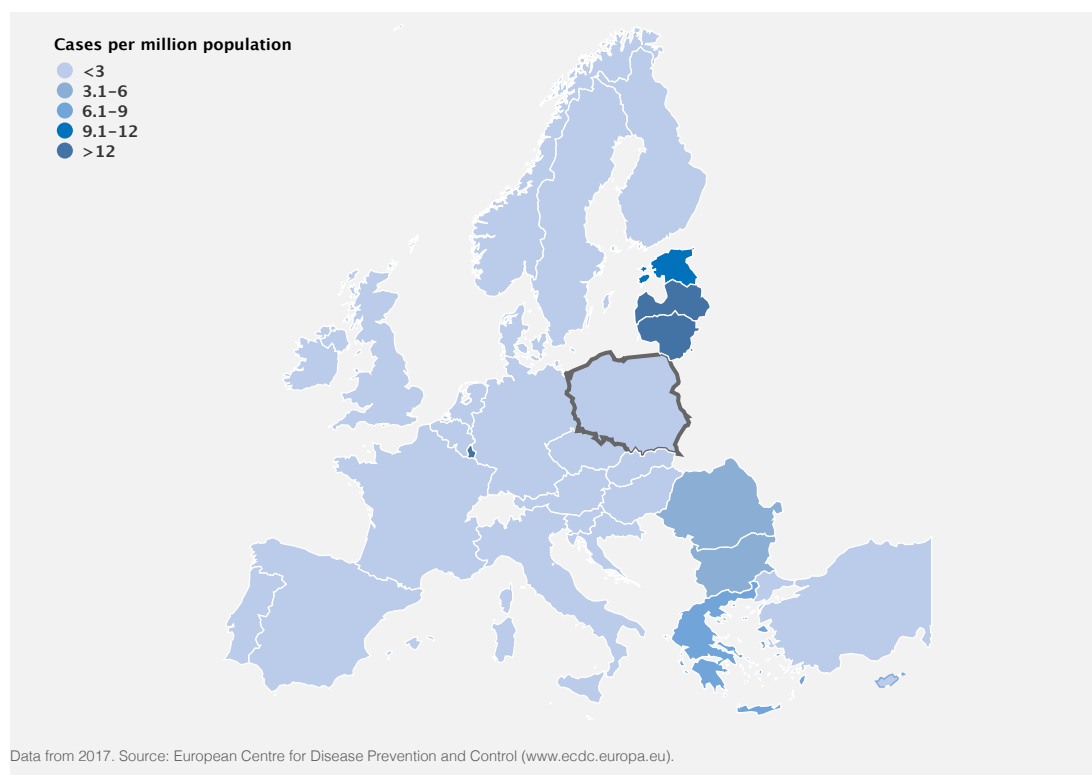 Cases per million population
<3
3.1–6
6.1–9
9.1–12
>12
Data from 2017. Source: European Centre for Disease Prevention and Control (www.ecdc.europa.eu).